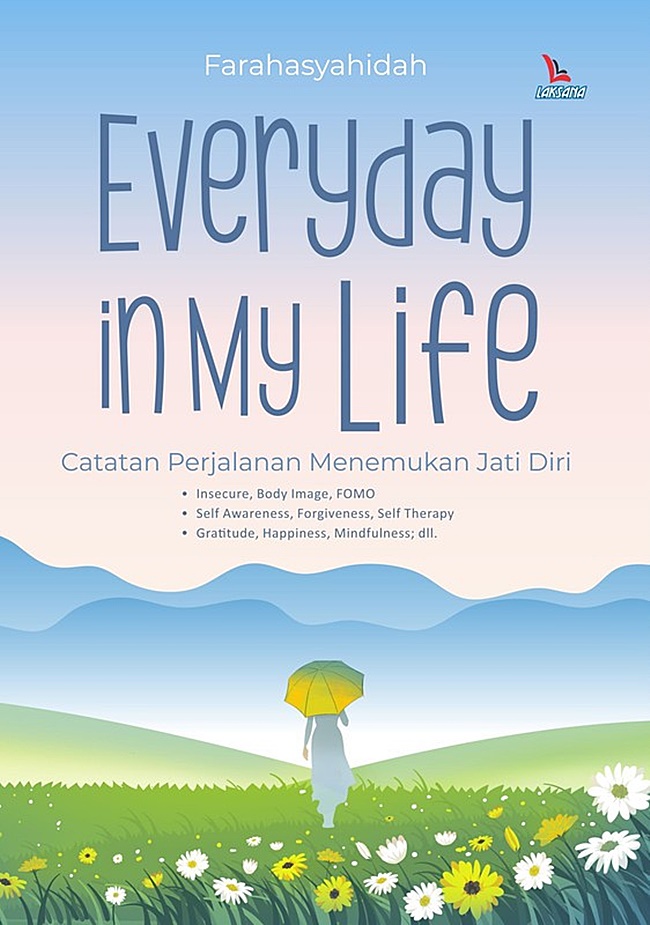 Farahasyahidah
LAKSANA
Everyday
in My Life
Catatan Perjalanan Menemukan Jati Diri
• Insecure, Body Image, FOMO
• Self Awareness, Forgiveness, Self Therapy
• Gratitude, Happiness, Mindfulness; dll.